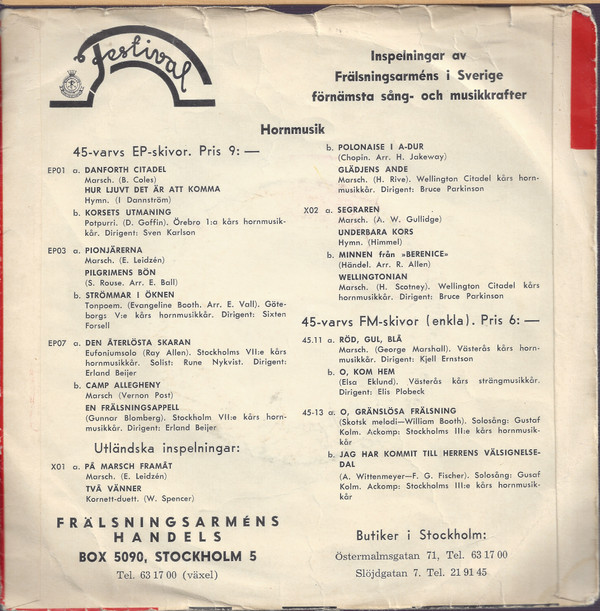 Festival
Inspelningar av
Frälsningsarméns i Sverige
förnämsta sång- och musikkrafter
Hornmusik
45-varvs EP-skivor. Pris 9: —
EP01 a. DANFORTH CITADEL
Marsch. (B. Coles)
HUR LJUVT DET ÄR ATT KOMMA
Hymn. (I Dannström)
b. KORSETS UTMANING
Potpurri. (D. Goffin). Örebro 1:a kårs hornmusik-
kår. Dirigent: Sven Karlson
EP03 a. PIONJÄRERNA
Marsch. (E. Leidzén)
PILGRIMENS BÖN
(S. Rouse. Arr. E. Ball)
b. STRÖMMAR I ÖKNEN
Tonpoem. (Evangeline Booth. Arr. E. Vall). Göte-
borgs V:e kårs hornmusikkår. Dirigent: Sixten
Forsell
EP07 a. DEN ÅTERLÖSTA SKARAN
Eufoniumsolo (Ray Allen). Stockholms VII:e kårs
hornmusikkår. Solist: Rune Nykvist. Dirigent:
Erland Beijer
b. CAMP ALLEGHENY
Marsch (Vernon Post)
EN FRÄLSNINGSAPPELL
(Gunnar Blomberg). Stockholm VII:e kårs horn-
musikkår. Dirigent: Erland Beijer
Utländska inspelningar:
X01 a. PÅ MARSCH FRAMÅT
Marsch. (E. Leidzén)
TVÅ VÄNNER
Kornett-duett. (W. Spencer)
FRÄLSNINGSARMÉNS
HANDELS
BOX 5090, STOCKHOLM 5
Tel. 63 17 00 (växel)
b. POLONAISE I A-DUR
(Chopin. Arr. H. Jakeway)
GLÄDJENS ANDE
Marsch. (H. Rive). Wellington Citadel kårs horn-
musikkår. Dirigent: Bruce Parkinson
X02 a. SEGRAREN
Marsch. (A. W. Gullidge)
UNDERBARA KORS
Hymn. (Himmel)
b. MINNEN från »BERENICE»
(Händel. Arr. R. Allen)
WELLINGTONIAN
Marsch. (H. Scotney). Wellington Citadel kårs
hornmusikkår. Dirigent: Bruce Parkinson
45-varvs FM-skivor (enkla). Pris 6: —
45.11 a. RÖD, GUL, BLÅ
Marsch. (George Marshall). Västerås kårs horn-
musikkår. Dirigent: Kjell Ernstson
b. O, KOM HEM
(Elsa Eklund). Västerås kårs strängmusikkår.
Dirigent: Elis Plobeck
45-13 a. O, GRÄNSLÖSA FRÄLSNING
(Skotsk melodi—William Booth). Solosång: Gustaf
Kolm. Ackomp: Stockholms III:e kårs hornmusik-
kår
b. JAG HAR KOMMIT TILL HERRENS VÄLSIGNELSE-
DAL
(A. Wittenmeyer—F. G. Fischer). Solosång: Gusaf
Kolm. Ackomp: Stockholms III:e kårs hornmusik-
kår
Butiker i Stockholm:
Östermalmsgatan 71, Tel. 63 17 00
Slöjdgatan 7. Tel. 21 91 45